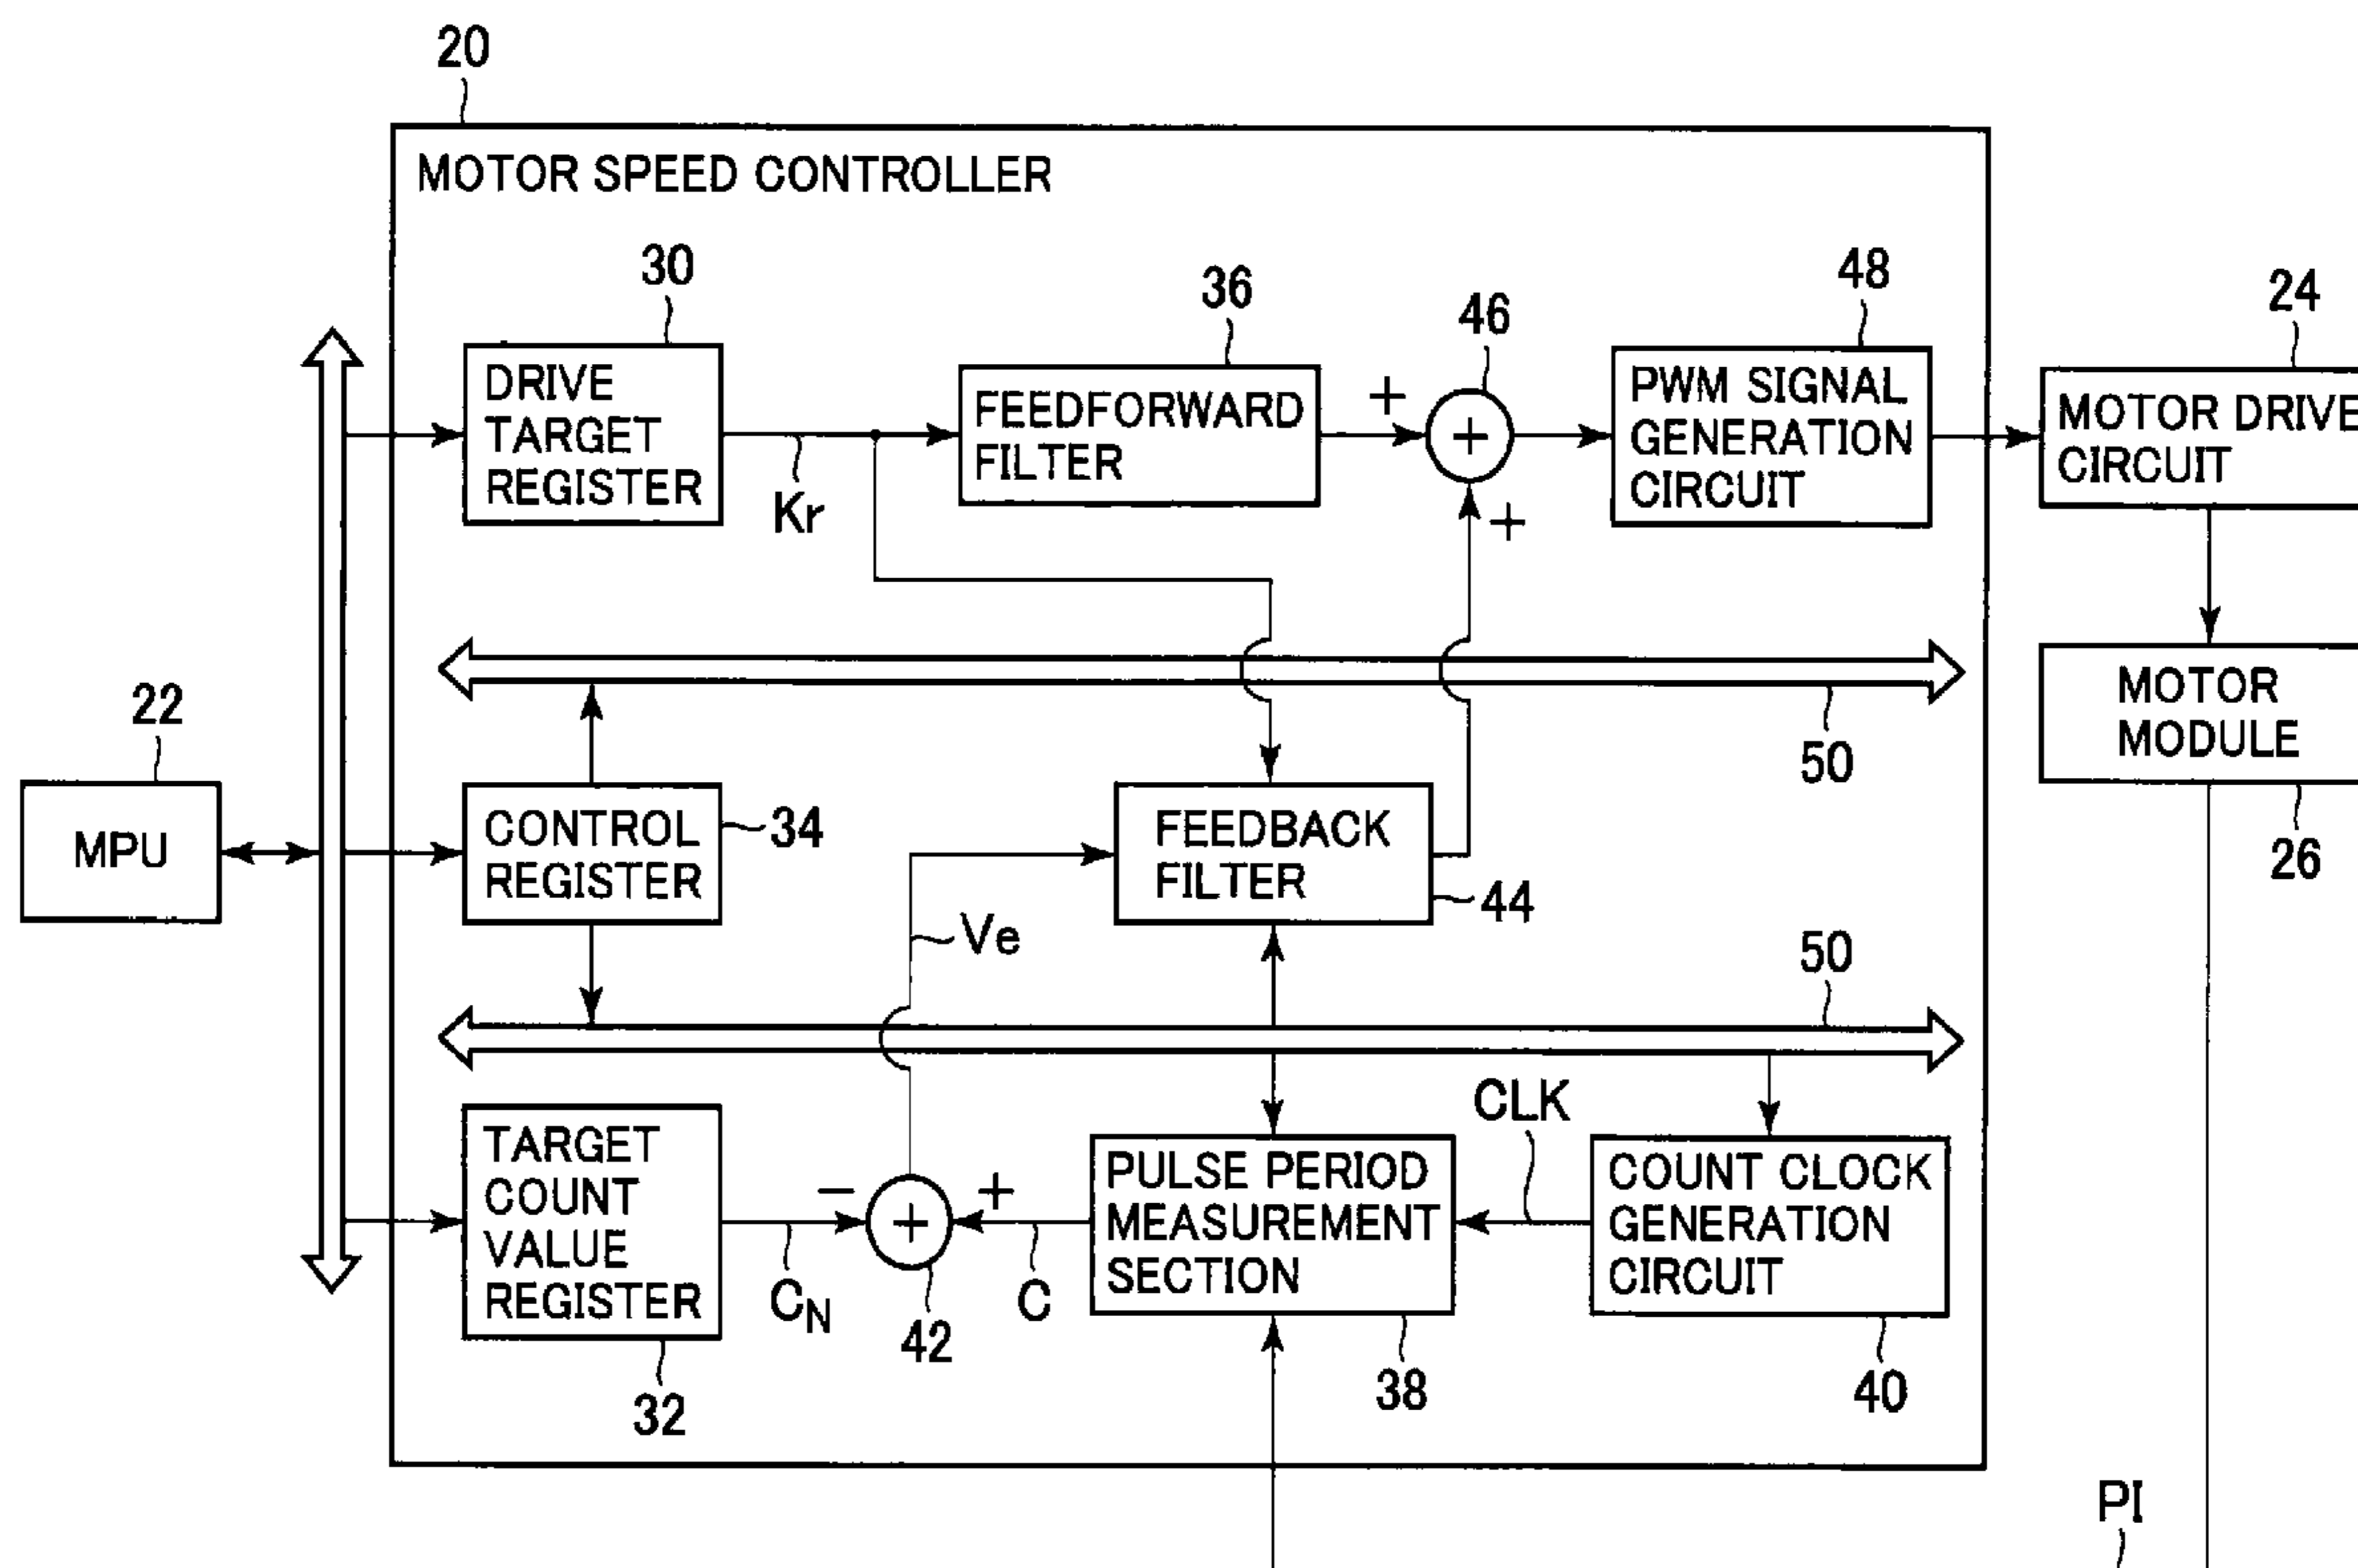 20
MOTOR SPEED CONTROLLER
30
36
46
48
24
DRIVE
TARGET
REGISTER
FEEDFORWARD
FILTER
+
+
PWM SIGNAL
GENERATION
CIRCUIT
MOTOR DRIVE
CIRCUIT
Kr
+
22
50
MOTOR
MODULE
MPU
CONTROL
REGISTER
34
FEEDBACK
FILTER
44
26
Ve
50
CLK
TARGET
COUNT
VALUE
REGISTER
−
+
+
PULSE PERIOD
MEASUREMENT
SECTION
COUNT CLOCK
GENERATION
CIRCUIT
CN
C
42
38
40
32
PI